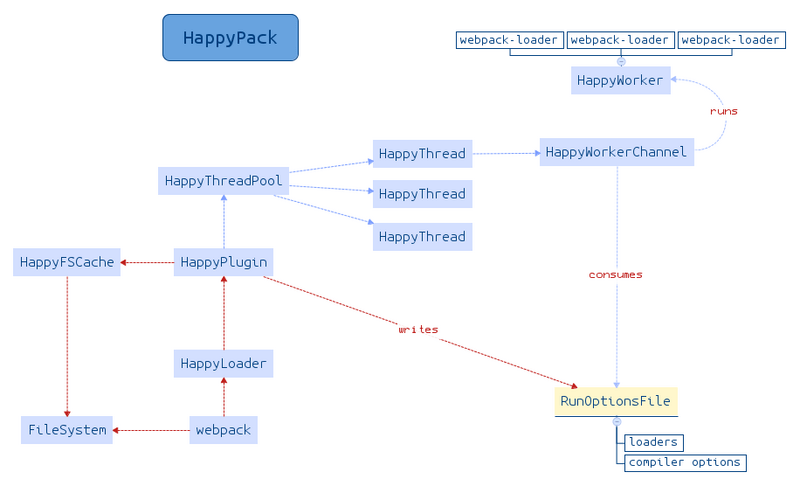 HappyPack
webpack-loader
webpack-loader
webpack-loader
HappyWorker
runs
HappyThread
HappyWorkerChannel
HappyThreadPool
HappyThread
HappyThread
HappyFSCache
HappyPlugin
consumes
writes
HappyLoader
RunOptionsFile
FileSystem
webpack
loaders
compiler options